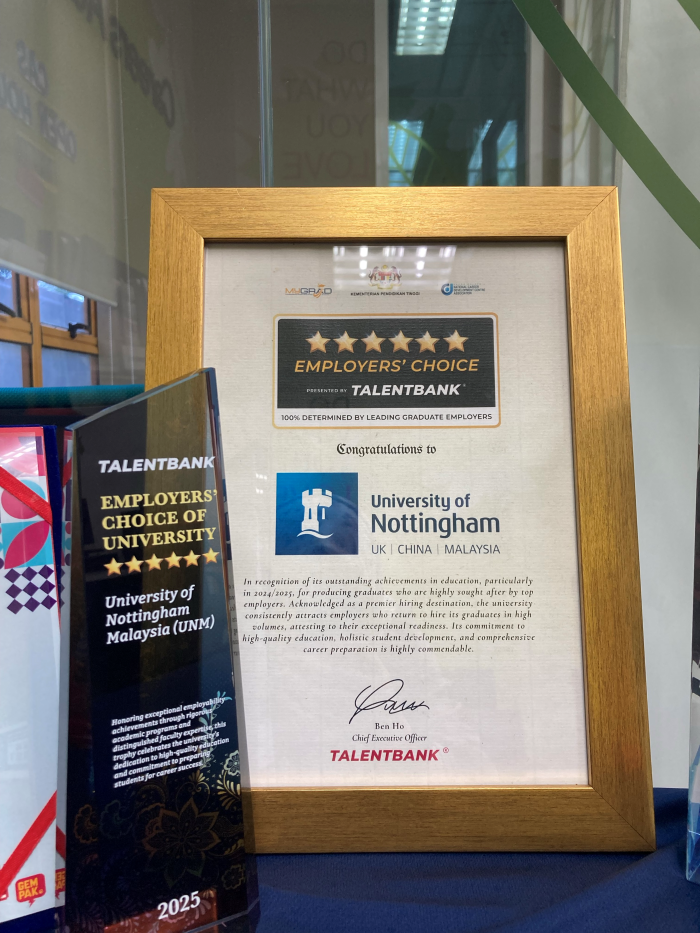 DO
WHAT
YOU
LOVE
Careers
MyGRAD
KEMENTERIAN PENDIDIKAN TINGGI
EMPLOYERS' CHOICE
PRESENTED BY TALENTBANK®
100% DETERMINED BY LEADING GRADUATE EMPLOYERS
Congratulations to
University of
Nottingham
UK | CHINA | MALAYSIA
In recognition of its outstanding achievements in education, particularly
in 2024/2025, for producing graduates who are highly sought after by top
employers. Acknowledged as a premier hiring destination, the university
consistently attracts employers who return to hire its graduates in high
volumes, attesting to their exceptional readiness. Its commitment to
high-quality education, holistic student development, and comprehensive
career preparation is highly commendable.
Ben Ho
Chief Executive Officer
TALENTBANK®
TALENTBANK
EMPLOYERS'
CHOICE OF
UNIVERSITY
University of
Nottingham
Malaysia (UNM)
Honoring exceptional employability
achievements through rigorous
academic programs and
distinguished faculty expertise, this
trophy celebrates the university's
dedication to high-quality education
and commitment to preparing
students for career success.
2025
GEM
PAK